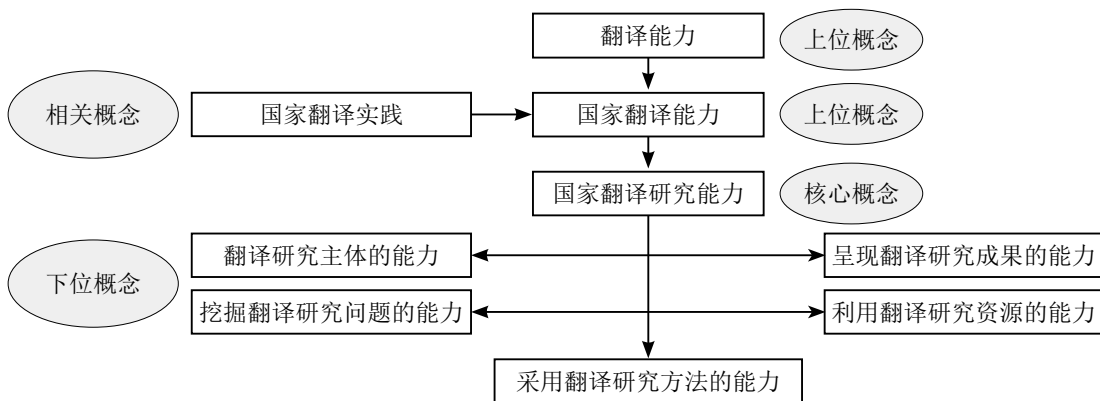 翻译能力
上位概念
相关概念
国家翻译实践
国家翻译能力
上位概念
国家翻译研究能力
核心概念
下位概念
翻译研究主体的能力
呈现翻译研究成果的能力
挖掘翻译研究问题的能力
利用翻译研究资源的能力
采用翻译研究方法的能力